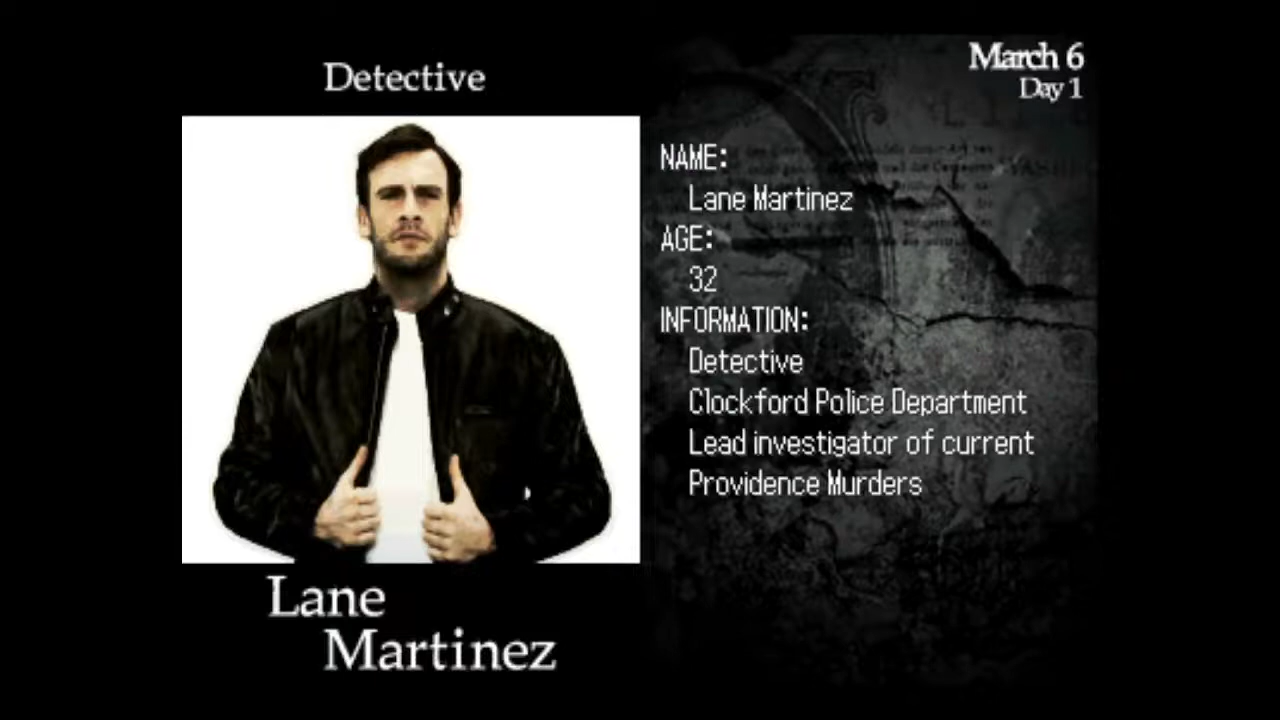 Detective
Lane
Martinez
March 6
Day 1
NAME:
Lane Martinez
AGE:
32
INFORMATION:
Detective
Clockford Police Department
Lead investigator of current
Providence Murders